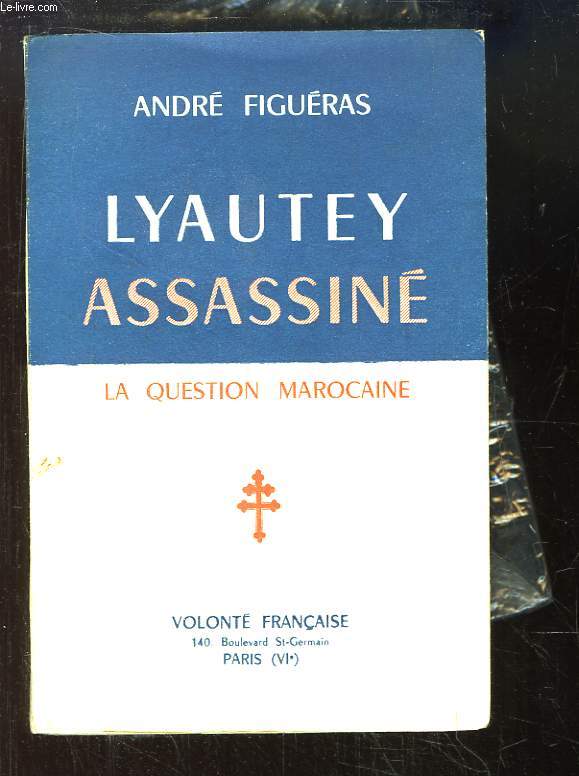 Le-livre.com
ANDRÉ FIGUÉRAS
LYAUTEY
ASSASSINÉ
LA QUESTION MAROCAINE
VOLONTÉ FRANÇAISE
140 Boulevard St-Germain
PARIS (VIe)